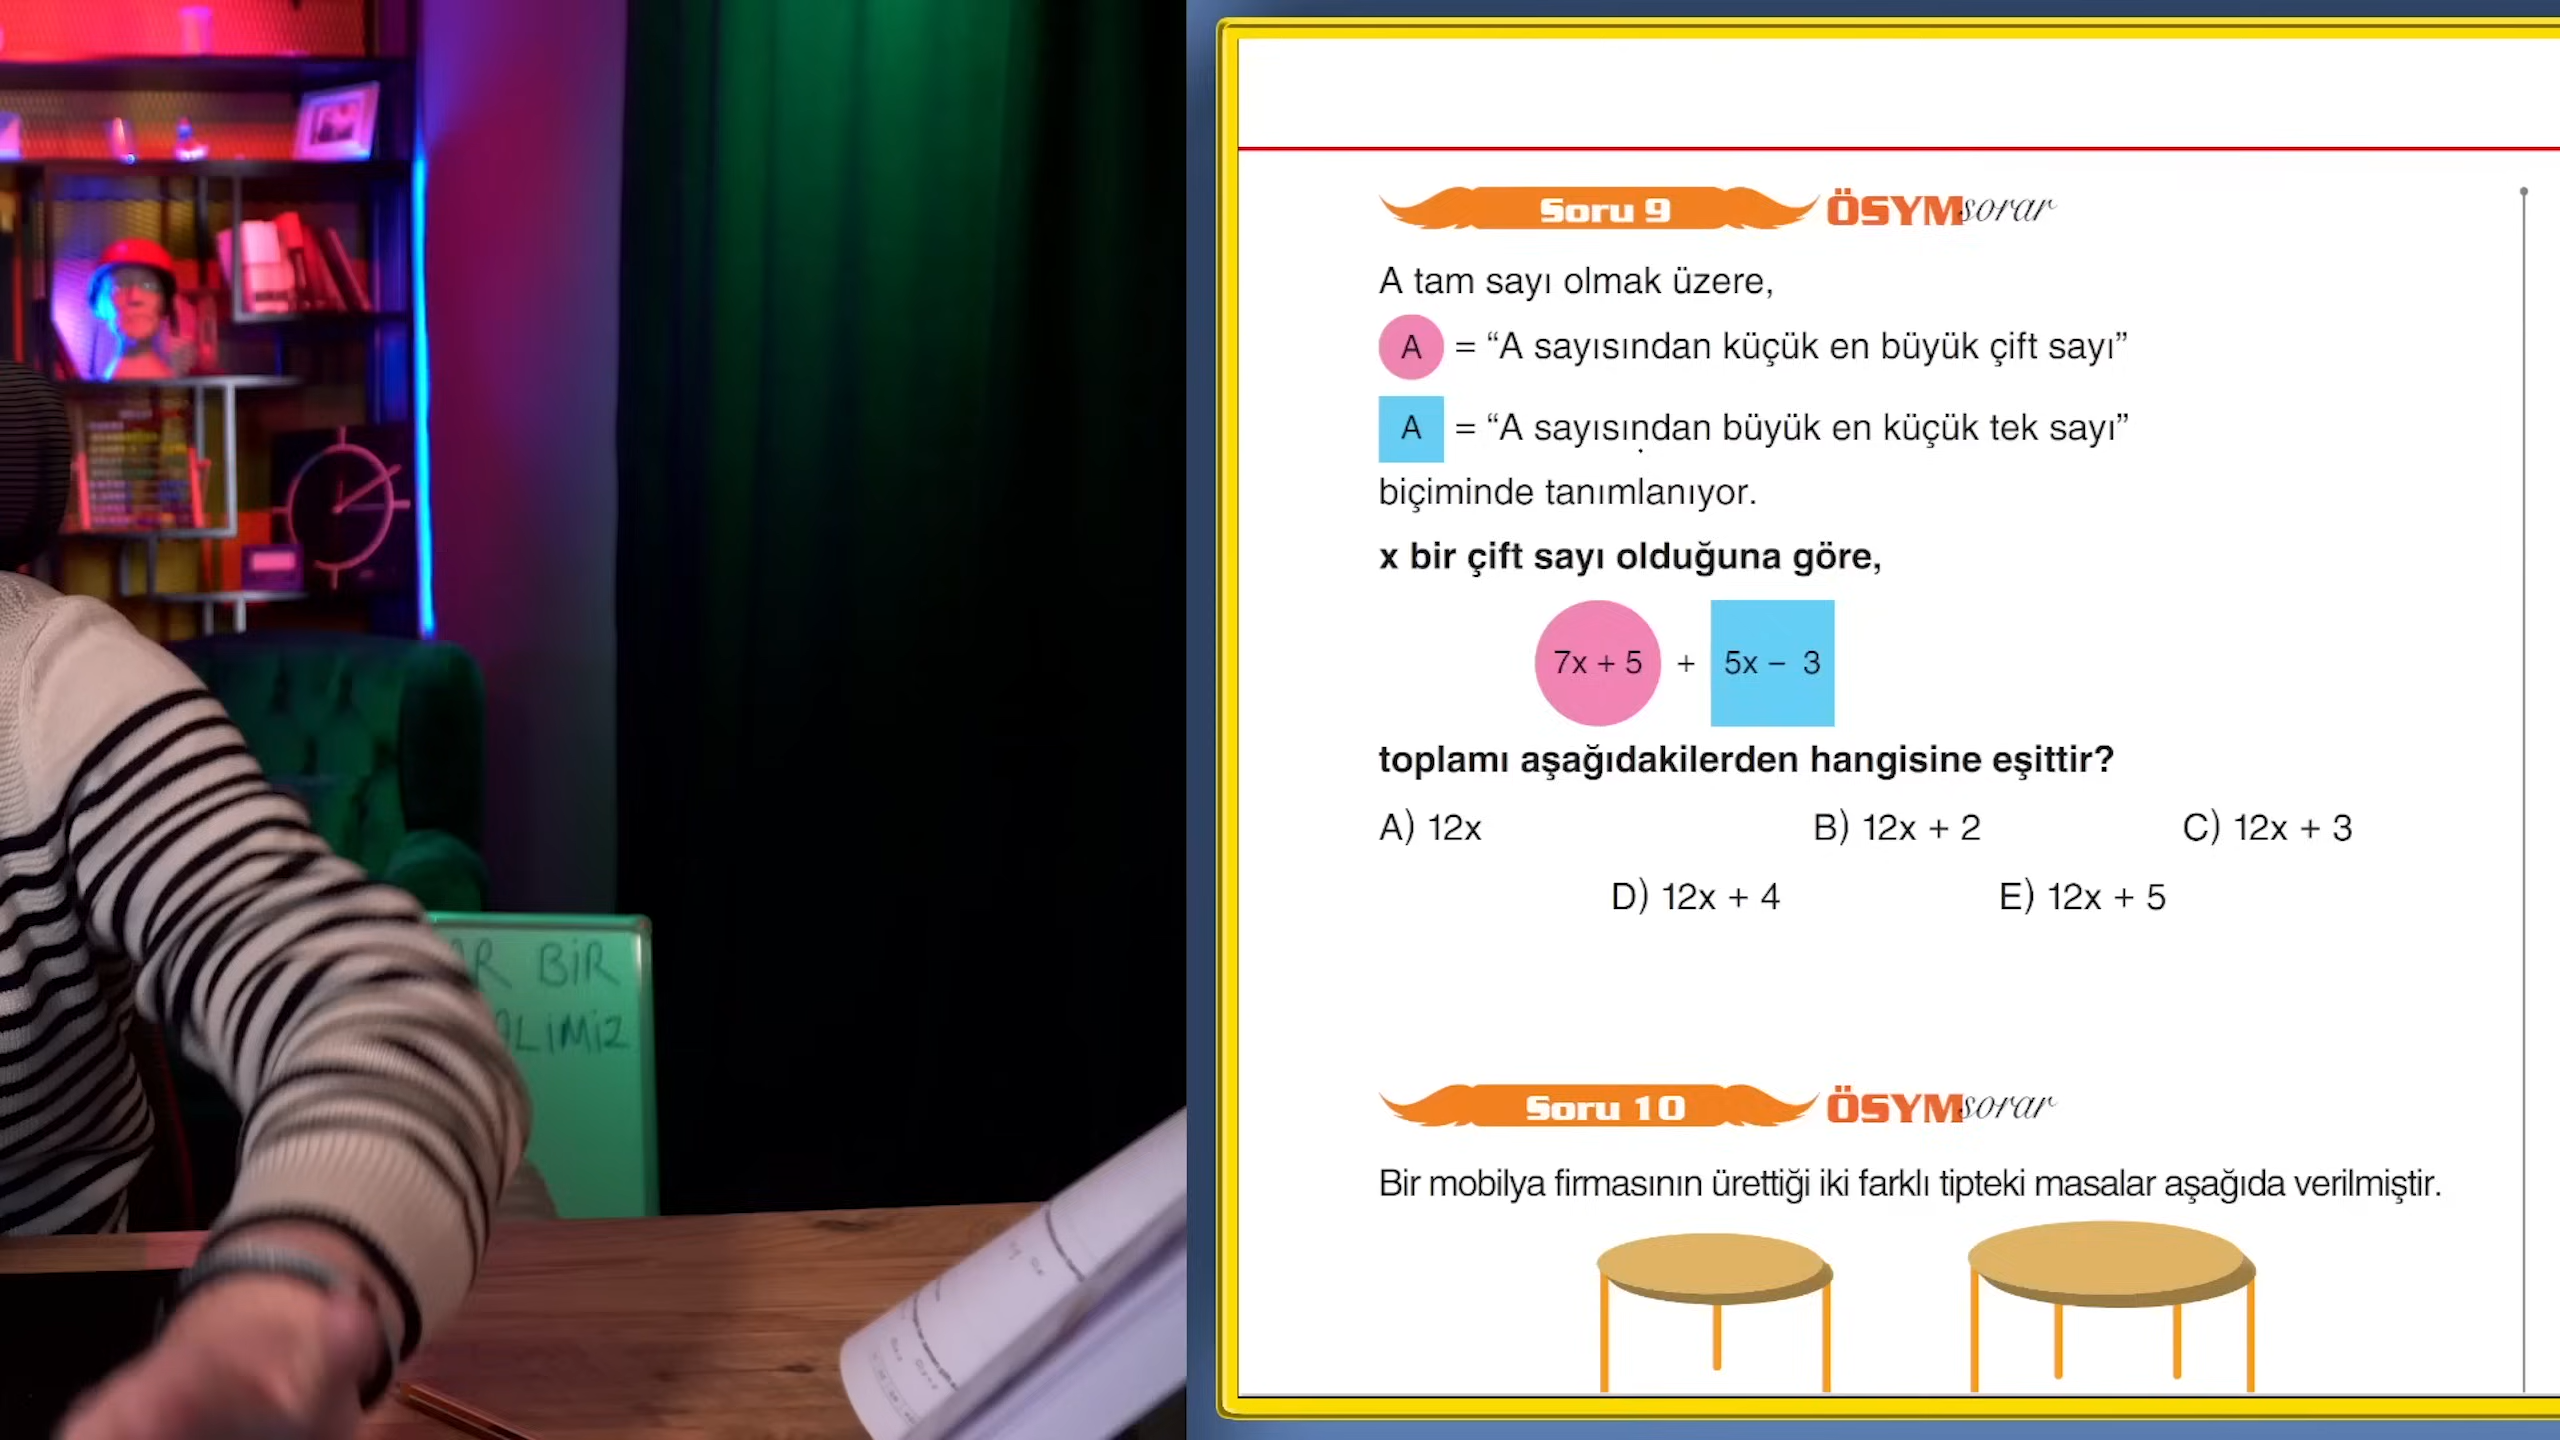 Soru 9 ÖSYMsorar
A tam sayı olmak üzere,
A = “A sayısından küçük en büyük çift sayı”
A = “A sayısından büyük en küçük tek sayı”
biçiminde tanımlanıyor.
x bir çift sayı olduğuna göre,
7x + 5 + 5x – 3
toplamı aşağıdakilerden hangisine eşittir?
A) 12x B) 12x + 2 C) 12x + 3
D) 12x + 4 E) 12x + 5
Soru 10 ÖSYMsorar
Bir mobilya firmasının ürettiği iki farklı tipteki masalar aşağıda verilmiştir.
BİR